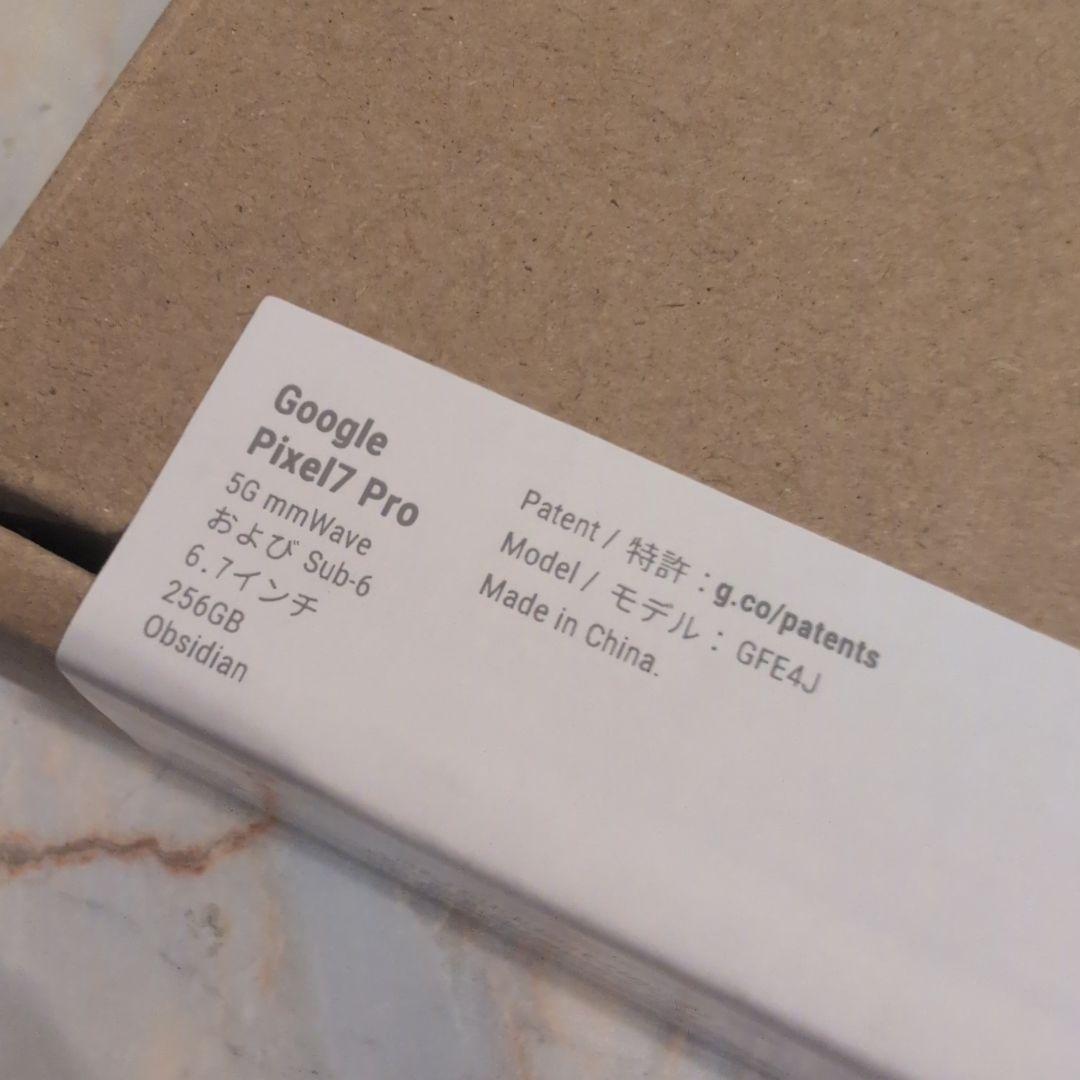 Google
Pixel7 Pro
5G mmWave
および Sub-6
6.7インチ
256GB
Obsidian
Patent / 特許 : g.co/patents
Model / モデル : GFE4J
Made in China.